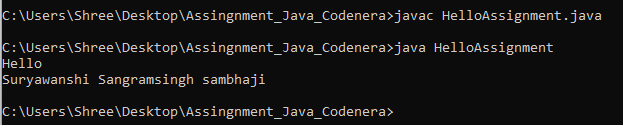 C:\Users\Shree\Desktop\Assingnment_Java_Codenera>javac HelloAssignment.java
C:\Users\Shree\Desktop\Assingnment_Java_Codenera>java HelloAssignment
Hello
Suryawanshi Sangramsingh sambhaji
C:\Users\Shree\Desktop\Assingnment_Java_Codenera>